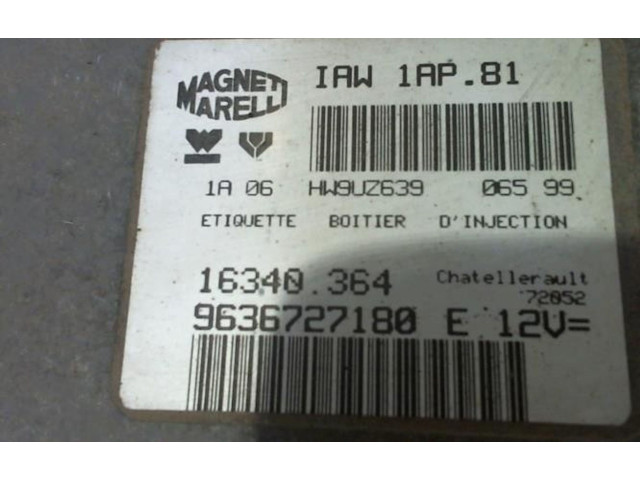 MAGNETI
MARELLI
IAW 1AP.81
1A 06 HW9UZ639 065 99
ETIQUETTE BOITIER D'INJECTION
16340.364 Chatellerault
72052
9636727180 E 12V=